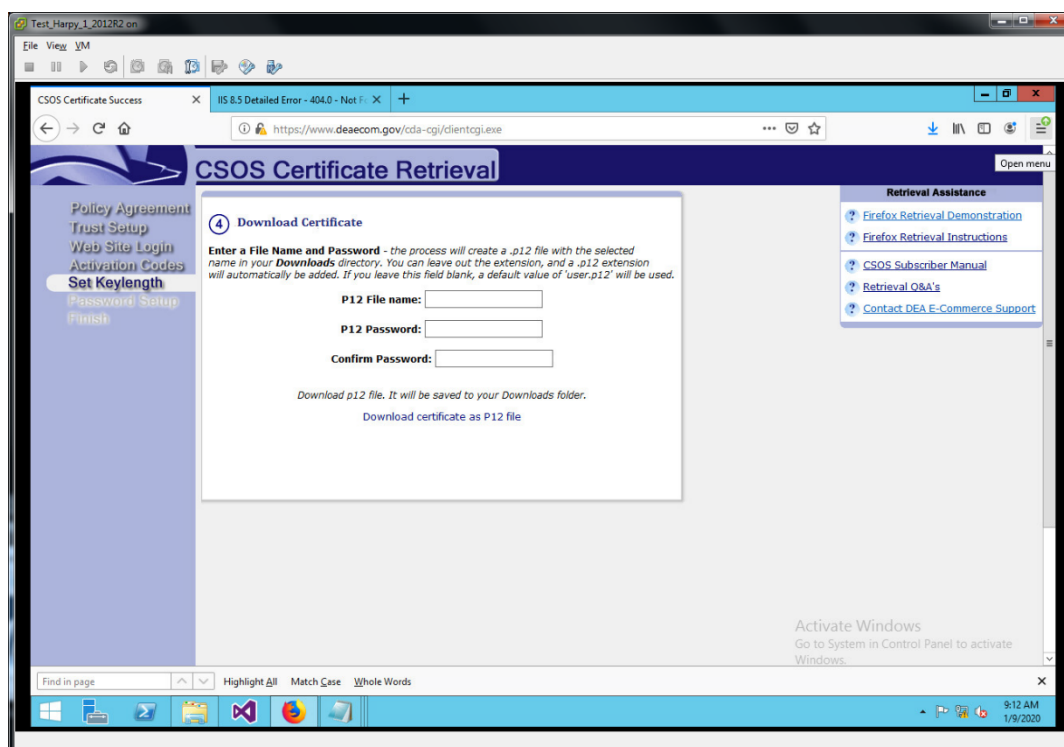 Test_Harpy_1_2012R2 on
File View VM
CSOS Certificate Success
IIS 8.5 Detailed Error - 404.0 - Not F
https://www.deaecom.gov/cda-cgi/clientcgi.exe
Open menu
CSOS Certificate Retrieval
Policy Agreement
Trust Setup
Web Site Login
Activation Codes
Set Keylength
Password Setup
Finish
4 Download Certificate
Enter a File Name and Password - the process will create a .p12 file with the selected
name in your Downloads directory. You can leave out the extension, and a .p12 extension
will automatically be added. If you leave this field blank, a default value of 'user.p12' will be used.
P12 File name:
P12 Password:
Confirm Password:
Download p12 file. It will be saved to your Downloads folder.
Download certificate as P12 file
Retrieval Assistance
Firefox Retrieval Demonstration
Firefox Retrieval Instructions
CSOS Subscriber Manual
Retrieval Q&A's
Contact DEA E-Commerce Support
Activate Windows
Go to System in Control Panel to activate
Windows.
Find in page
Highlight All Match Case Whole Words
9:12 AM
1/9/2020